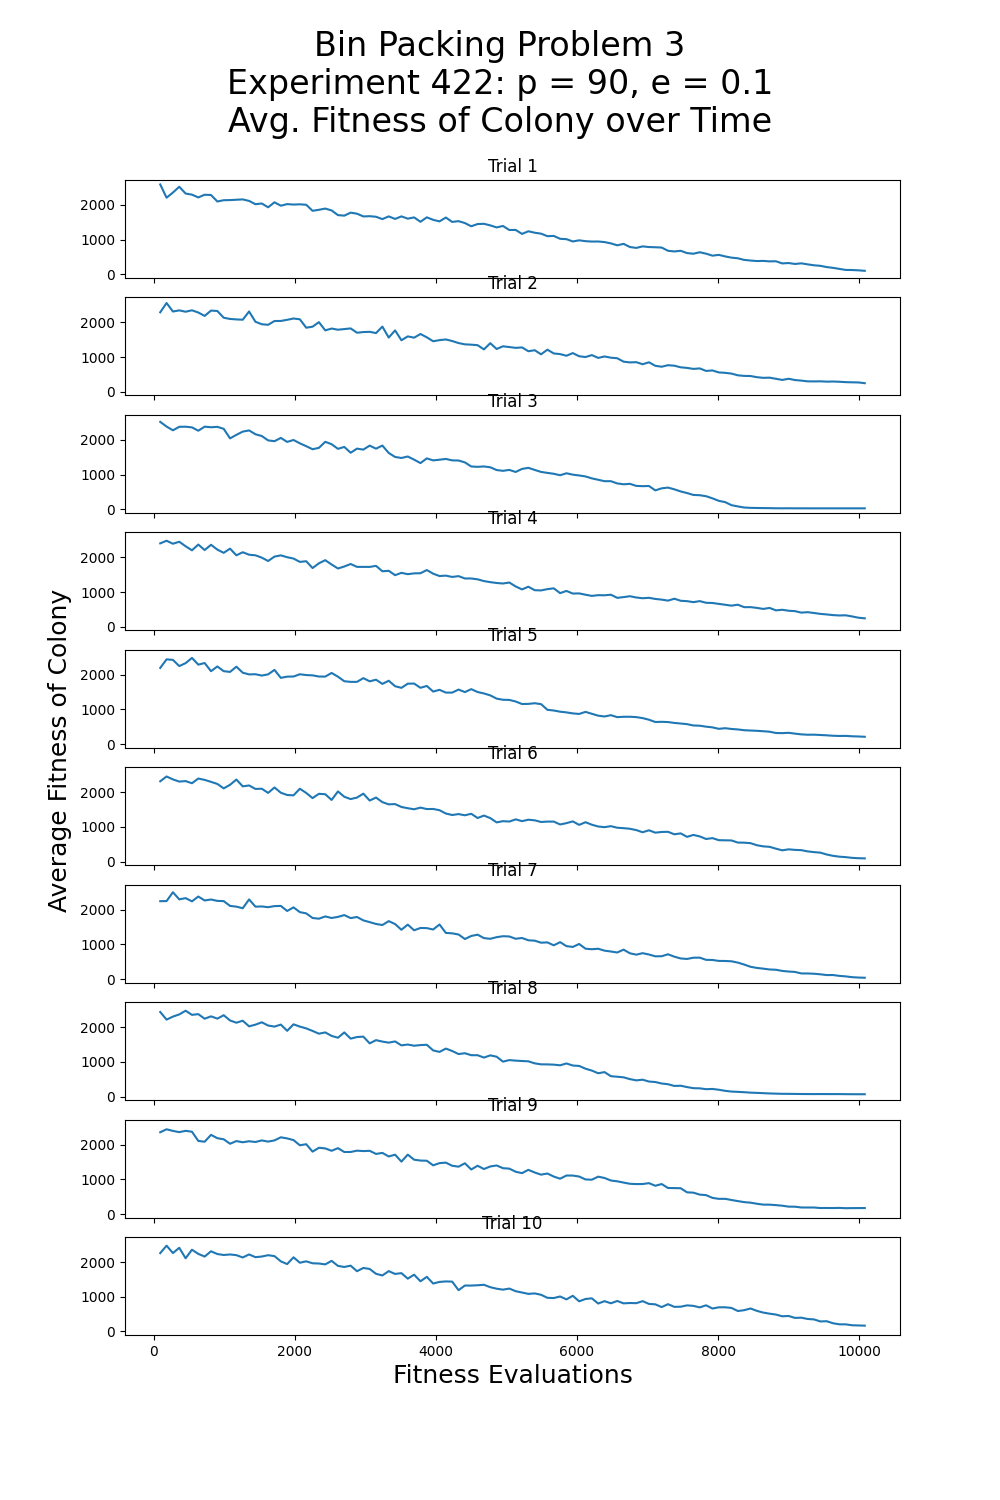 Bin Packing Problem 3
Experiment 422: p = 90, e = 0.1
Avg. Fitness of Colony over Time
Average Fitness of Colony
Trial 1
2000
1000
0
Trial 2
2000
1000
0
Trial 3
2000
1000
0
Trial 4
2000
1000
0
Trial 5
2000
1000
0
Trial 6
2000
1000
0
Trial 7
2000
1000
0
Trial 8
2000
1000
0
Trial 9
2000
1000
0
Trial 10
2000
1000
0
0 2000 4000 6000 8000 10000
Fitness Evaluations